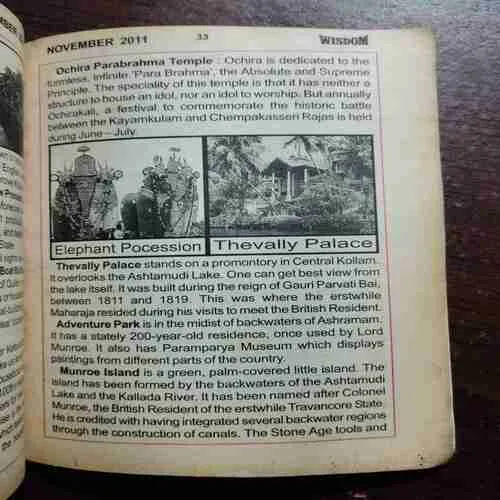 NOVEMBER 2011 33 WISDOM
Ochira Parabrahma Temple : Ochira is dedicated to the
formless, infinite 'Para Brahma', the Absolute and Supreme
Principle. The speciality of this temple is that it has neither a
structure to house an idol, nor an idol to worship. But annually
Ochirakali, a festival to commemorate the historic battle
between the Kayamkulam and Chempakasseri Rajas is held
during June – July.
Elephant Pocession
Thevally Palace
Thevally Palace stands on a promontory in Central Kollam.
It overlooks the Ashtamudi Lake. One can get best view from
the lake itself. It was built during the reign of Gauri Parvati Bai,
between 1811 and 1819. This was where the erstwhile
Maharaja resided during his visits to meet the British Resident.
Adventure Park is in the midist of backwaters of Ashramam.
It has a stately 200-year-old residence, once used by Lord
Munroe. It also has Paramparya Museum which displays
paintings from different parts of the country.
Munroe Island is a green, palm-covered little island. The
island has been formed by the backwaters of the Ashtamudi
Lake and the Kallada River. It has been named after Colonel
Munroe, the British Resident of the erstwhile Travancore State.
He is credited with having integrated several backwater regions
through the construction of canals. The Stone Age tools and